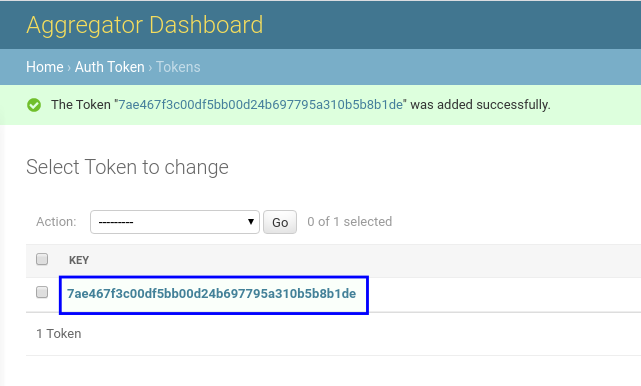 Aggregator Dashboard
Home › Auth Token › Tokens
The Token "7ae467f3c00df5bb00d24b697795a310b5b8b1de" was added successfully.
Select Token to change
Action: --------- Go 0 of 1 selected
KEY
7ae467f3c00df5bb00d24b697795a310b5b8b1de
1 Token